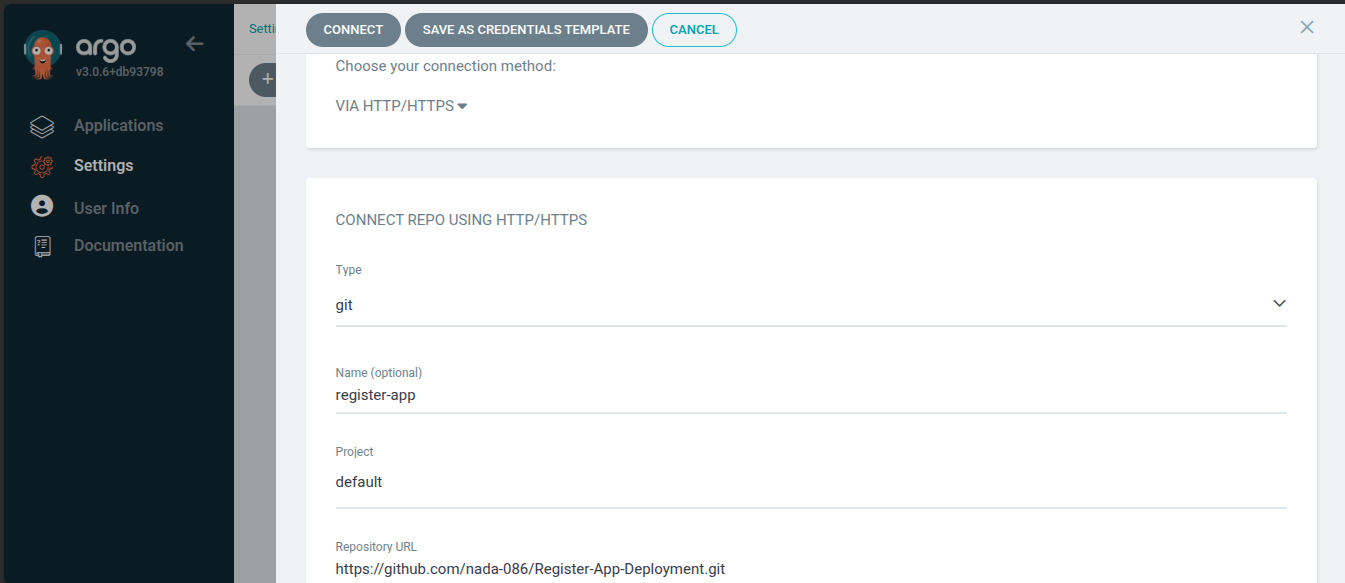 argo
v3.0.6+db93798
Applications
Settings
User Info
Documentation
Setti
+
CONNECT
SAVE AS CREDENTIALS TEMPLATE
CANCEL
Choose your connection method:
VIA HTTP/HTTPS
CONNECT REPO USING HTTP/HTTPS
Type
git
Name (optional)
register-app
Project
default
Repository URL
https://github.com/nada-086/Register-App-Deployment.git